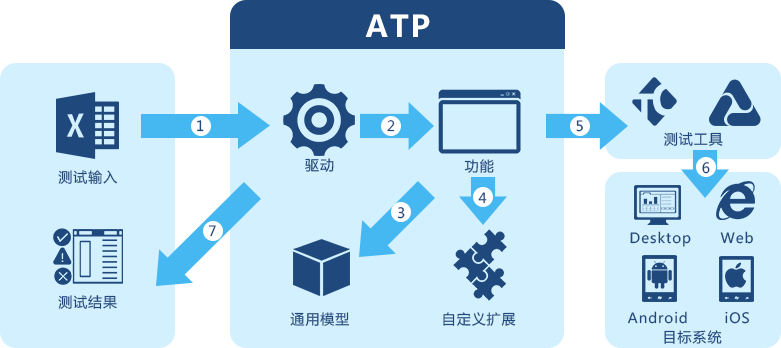 ATP
X
测试输入
1
驱动
2
功能
5
测试工具
6
7
3
4
测试结果
通用模型
自定义扩展
Desktop
Web
Android
iOS
目标系统